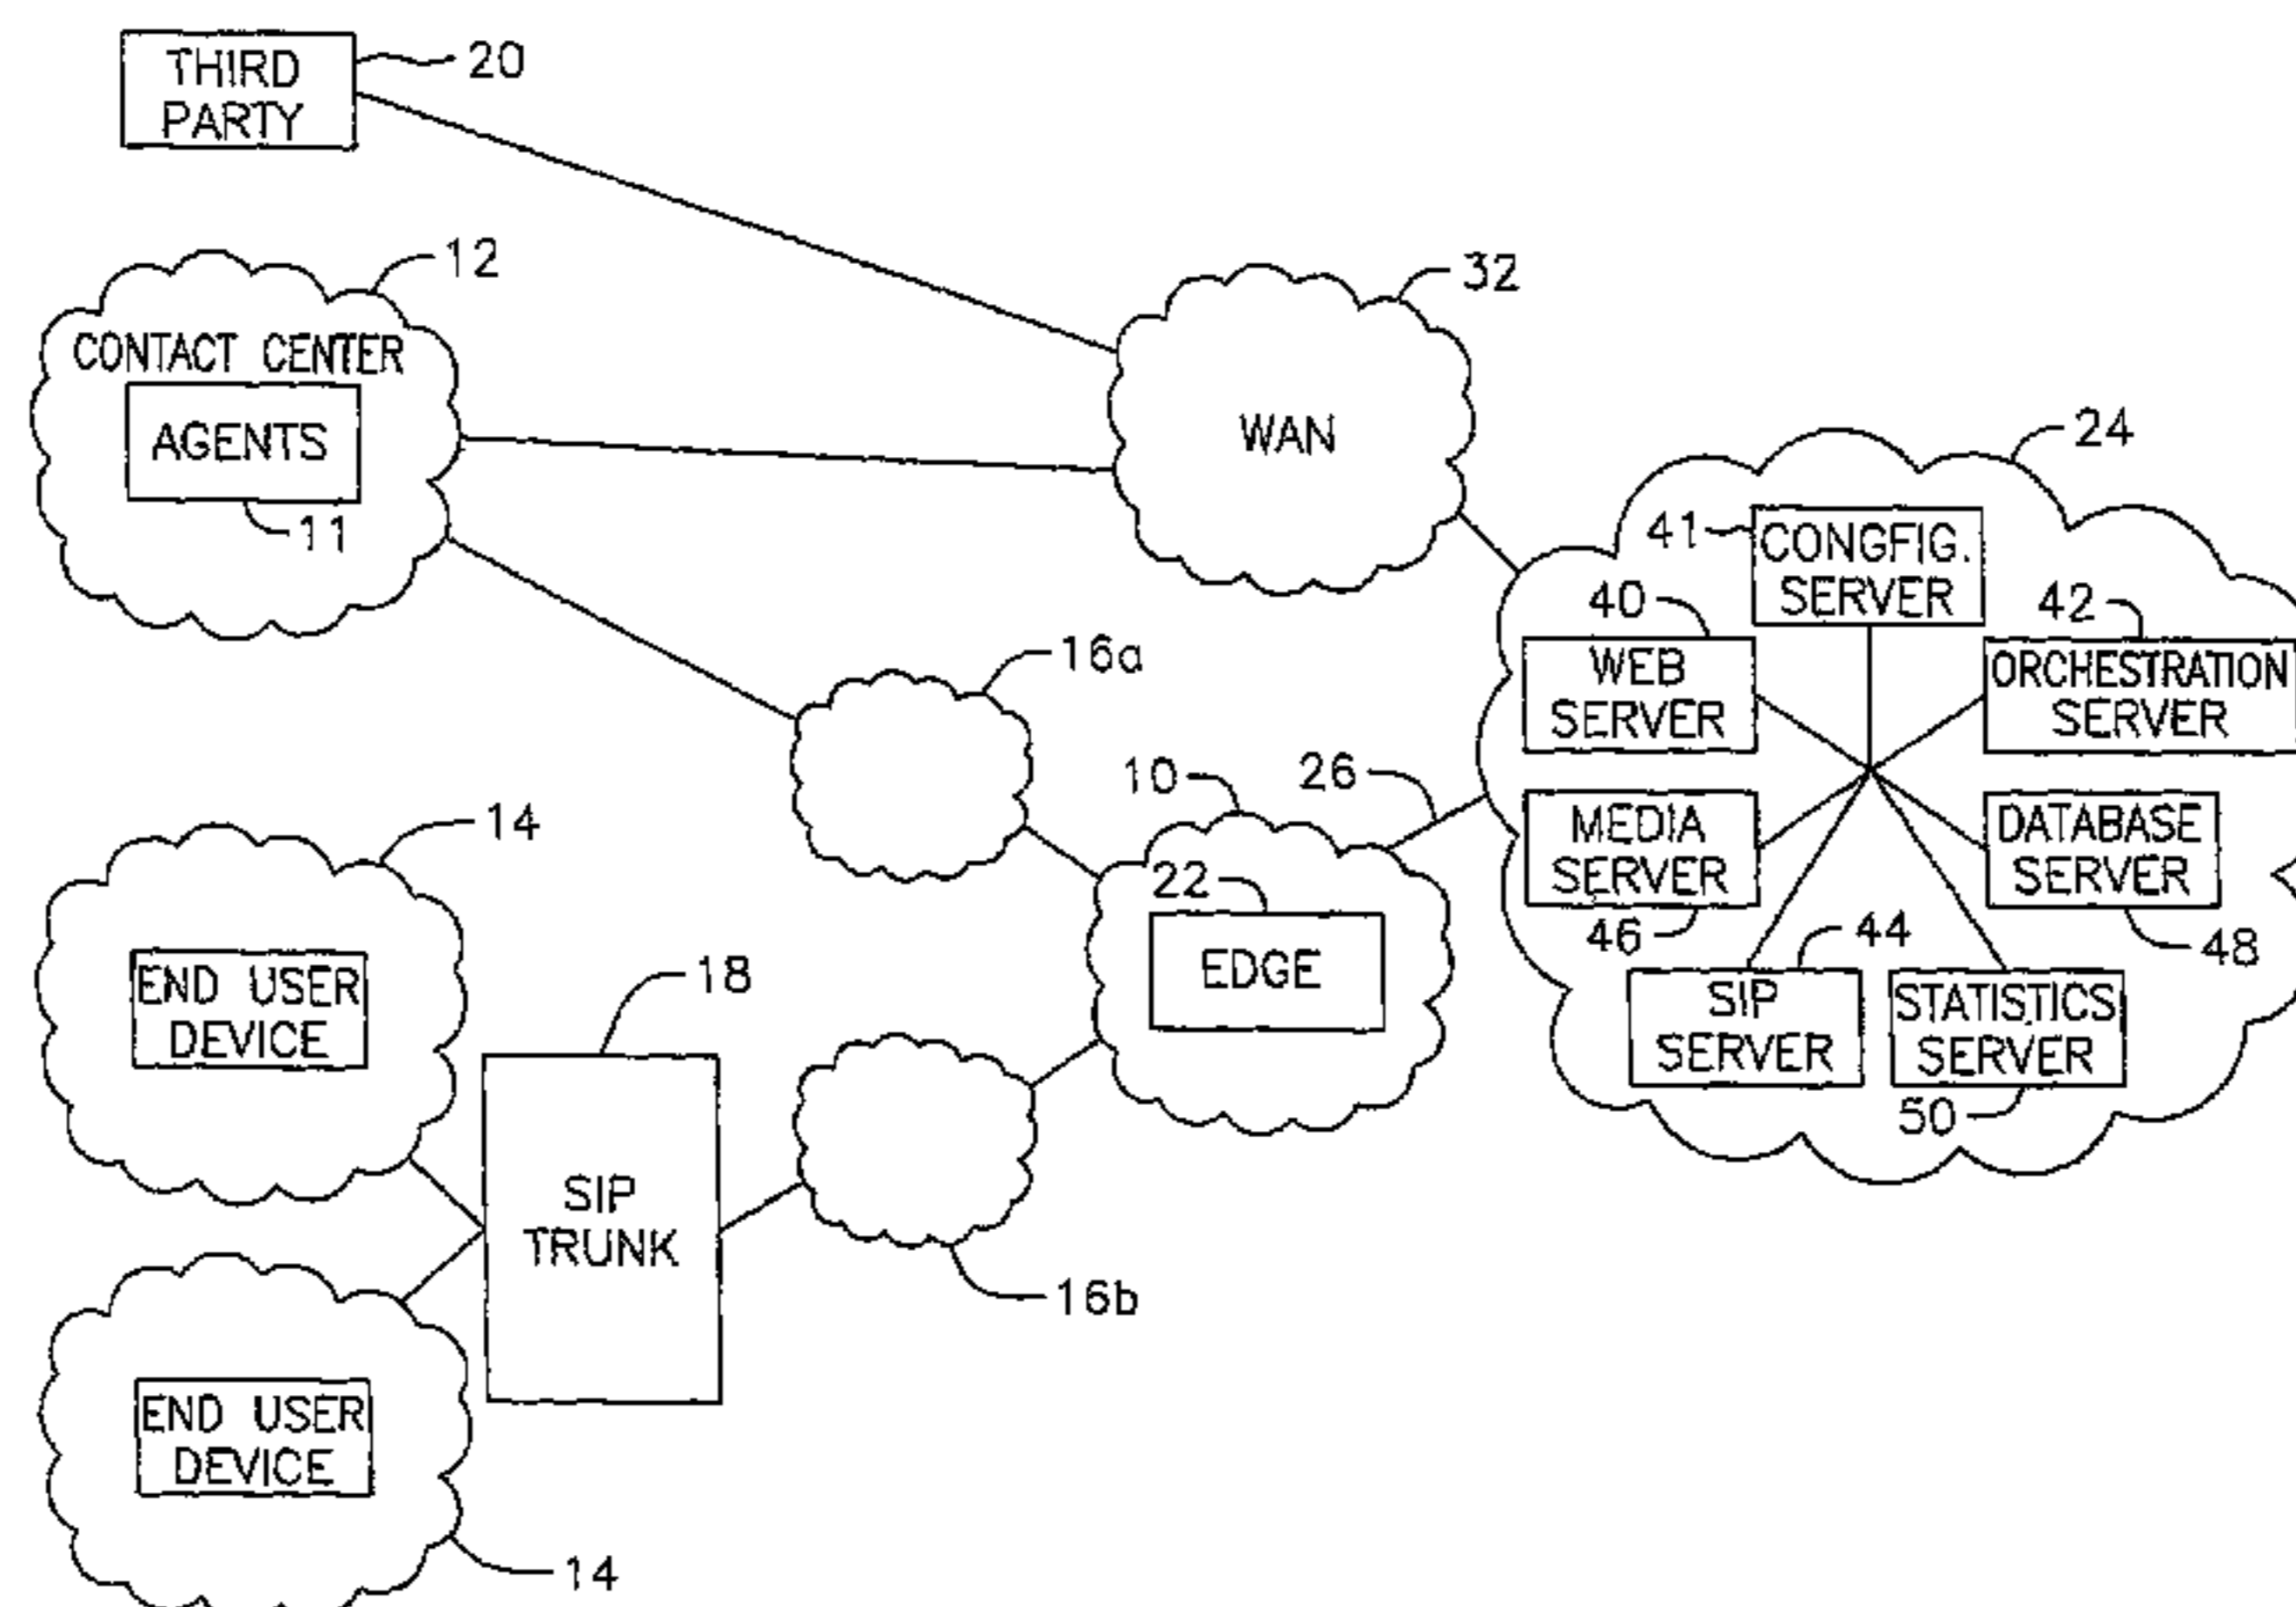 THIRD
PARTY
20
12
CONTACT CENTER
AGENTS
11
32
WAN
24
41
CONGFIG.
SERVER
40
WEB
SERVER
42
ORCHESTRATION
SERVER
16a
10
26
22
EDGE
MEDIA
SERVER
46
DATABASE
SERVER
48
44
SIP
SERVER
STATISTICS
SERVER
50
14
END USER
DEVICE
18
SIP
TRUNK
16b
END USER
DEVICE
14